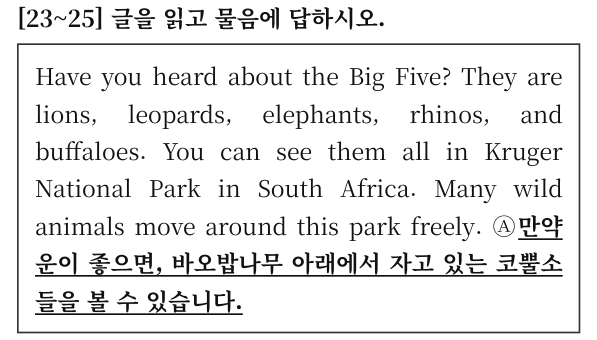 [23~25] 글을 읽고 물음에 답하시오.
Have you heard about the Big Five? They are
lions, leopards, elephants, rhinos, and
buffaloes. You can see them all in Kruger
National Park in South Africa. Many wild
animals move around this park freely. Ⓐ만약
운이 좋으면, 바오밥나무 아래에서 자고 있는 코뿔소
들을 볼 수 있습니다.